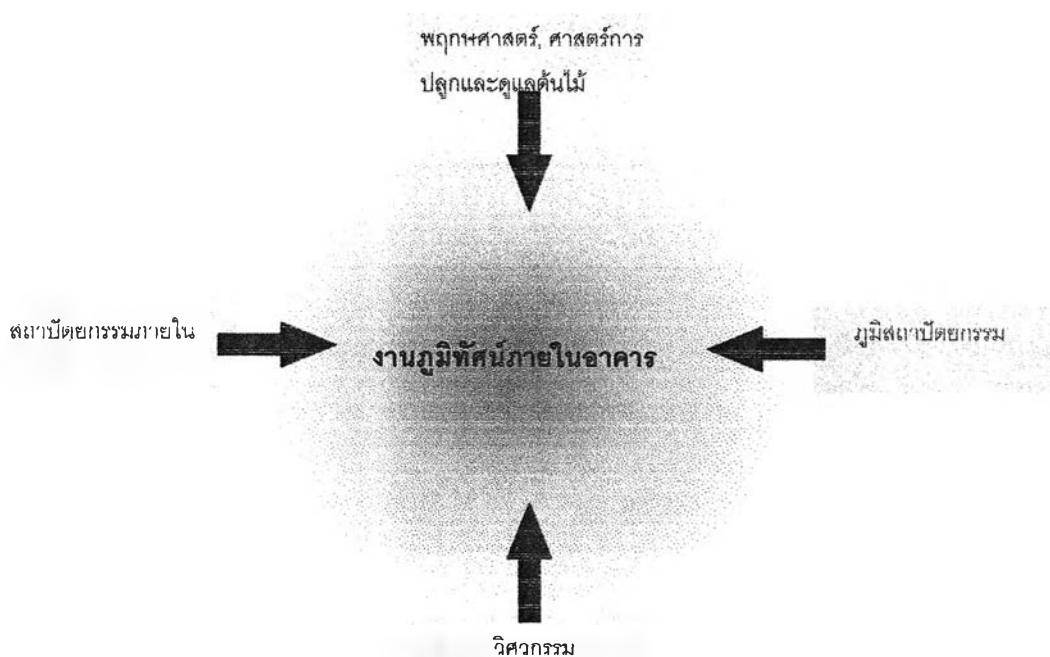 พฤกษศาสตร์, ศาสตร์การ
ปลูกและดูแลต้นไม้
สถาปัตยกรรมภายใน
งานภูมิทัศน์ภายในอาคาร
ภูมิสถาปัตยกรรม
วิศวกรรม